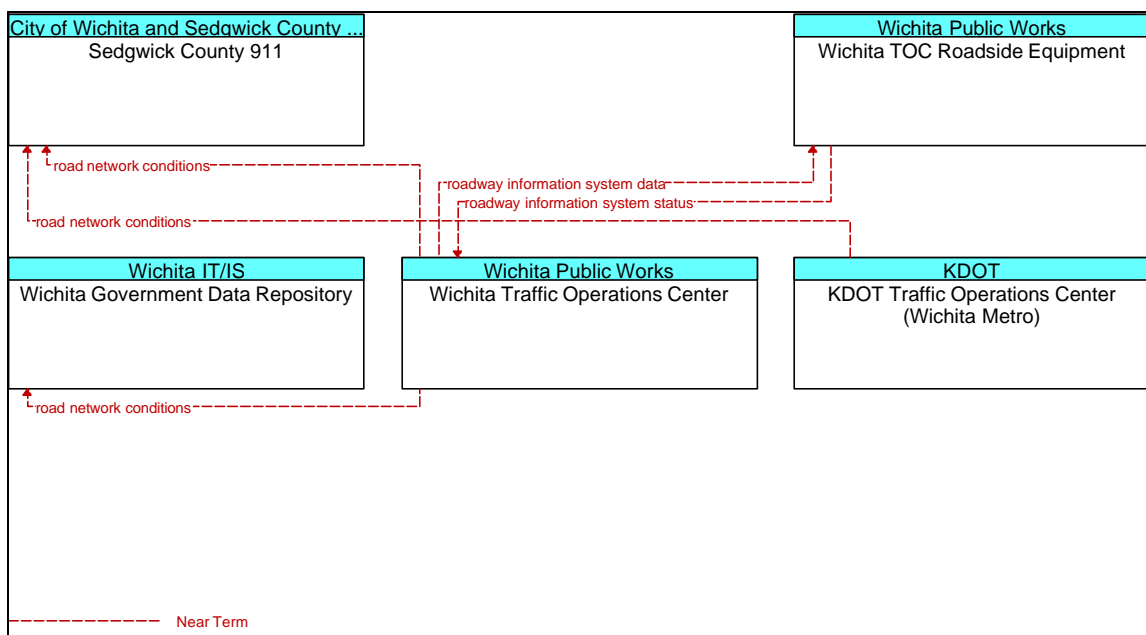 City of Wichita and Sedgwick County ...
Sedgwick County 911
Wichita Public Works
Wichita TOC Roadside Equipment
road network conditions
roadway information system data
roadway information system status
road network conditions
Wichita IT/IS
Wichita Government Data Repository
Wichita Public Works
Wichita Traffic Operations Center
KDOT
KDOT Traffic Operations Center
(Wichita Metro)
road network conditions
Near Term